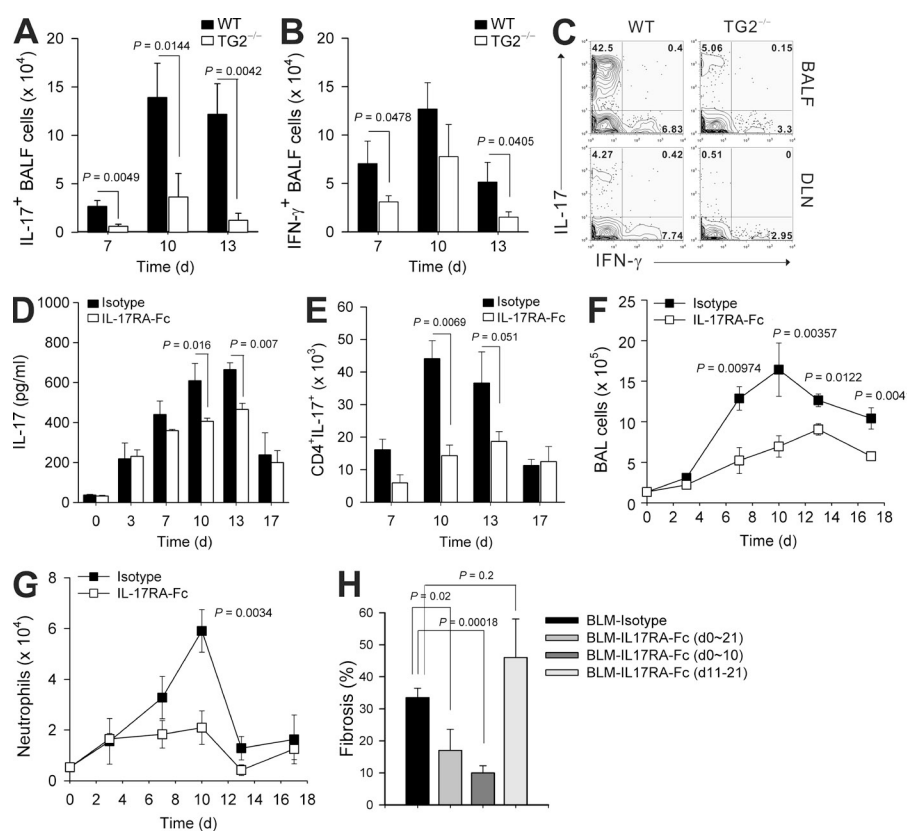 A
WT
TG2−/−
P = 0.0144
P = 0.0042
P = 0.0049
IL-17+ BALF cells (x 10⁴)
20
15
10
5
0
7 10 13
Time (d)
B
WT
TG2−/−
P = 0.0478
P = 0.0405
IFN-γ+ BALF cells (x 10⁴)
20
15
10
5
0
7 10 13
Time (d)
C
WT TG2−/−
42.5 0.4 5.06 0.15
6.83 3.3
BALF
4.27 0.42 0.51 0
7.74 2.95
DLN
IL-17
IFN-γ
D
Isotype
IL-17RA-Fc
P = 0.016
P = 0.007
IL-17 (pg/ml)
1000
800
600
400
200
0
0 3 7 10 13 17
Time (d)
E
Isotype
IL-17RA-Fc
P = 0.0069
P = 0.051
CD4+IL-17+ (x 10³)
60
50
40
30
20
10
0
7 10 13 17
Time (d)
F
Isotype
IL-17RA-Fc
P = 0.00357
P = 0.00974
P = 0.0122
P = 0.004
BAL cells (x 10⁵)
25
20
15
10
5
0
0 2 4 6 8 10 12 14 16 18
Time (d)
G
Isotype
IL-17RA-Fc
P = 0.0034
Neutrophils (x 10⁴)
8
6
4
2
0
0 2 4 6 8 10 12 14 16 18
Time (d)
H
P = 0.2
P = 0.02
P = 0.00018
Fibrosis (%)
60
50
40
30
20
10
0
BLM-Isotype
BLM-IL17RA-Fc (d0~21)
BLM-IL17RA-Fc (d0~10)
BLM-IL17RA-Fc (d11-21)